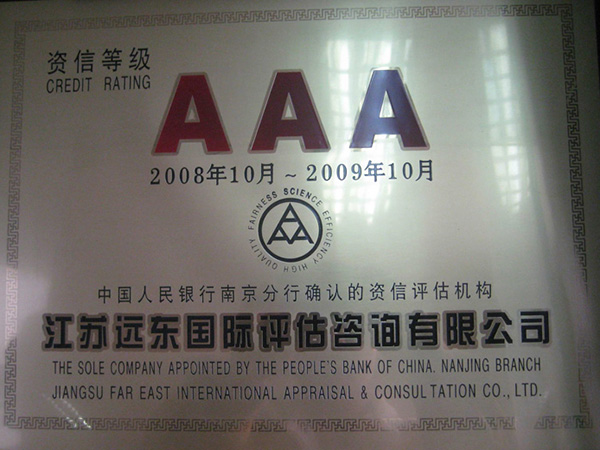 资信等级
CREDIT RATING
AAA
2008年10月～2009年10月
FAIRNESS SCIENCE EFFICIENCY HIGH QUALITY
中国人民银行南京分行确认的资信评估机构
江苏远东国际评估咨询有限公司
THE SOLE COMPANY APPOINTED BY THE PEOPLE'S BANK OF CHINA. NANJING BRANCH
JIANGSU FAR EAST INTERNATIONAL APPRAISAL & CONSULTATION CO., LTD.